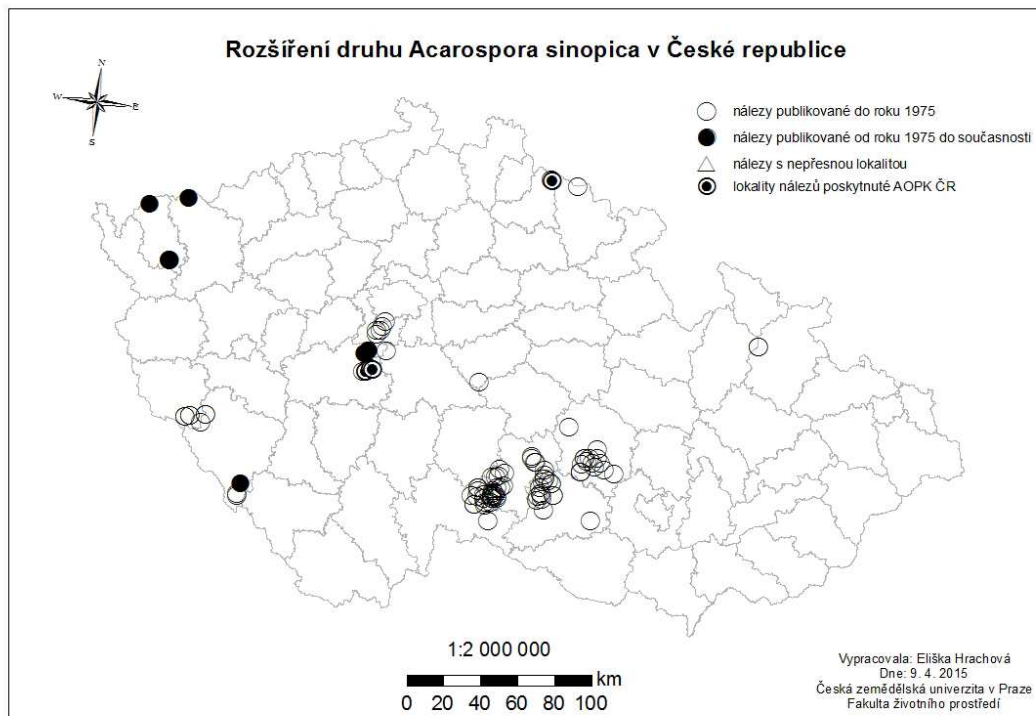 Rozšíření druhu Acarospora sinopica v České republice
N
W
E
S
nálezy publikované do roku 1975
nálezy publikované od roku 1975 do současnosti
nálezy s nepřesnou lokalitou
lokality nálezů poskytnuté AOPK ČR
1:2 000 000
km
0 20 40 60 80 100
Vypracovala: Eliška Hrachová
Dne: 9. 4. 2015
Česká zemědělská univerzita v Praze
Fakulta životního prostředí